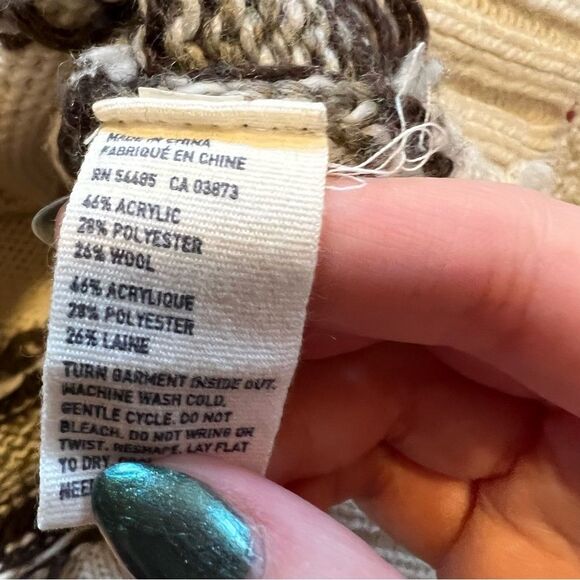 MADE IN CHINA
FABRIQUÉ EN CHINE
RN 54485 CA 03873
46% ACRYLIC
28% POLYESTER
26% WOOL
46% ACRYLIQUE
28% POLYESTER
26% LAINE
TURN GARMENT INSIDE OUT.
MACHINE WASH COLD,
GENTLE CYCLE. DO NOT
BLEACH. DO NOT WRING OR
TWIST. RESHAPE, LAY FLAT
TO DRY.